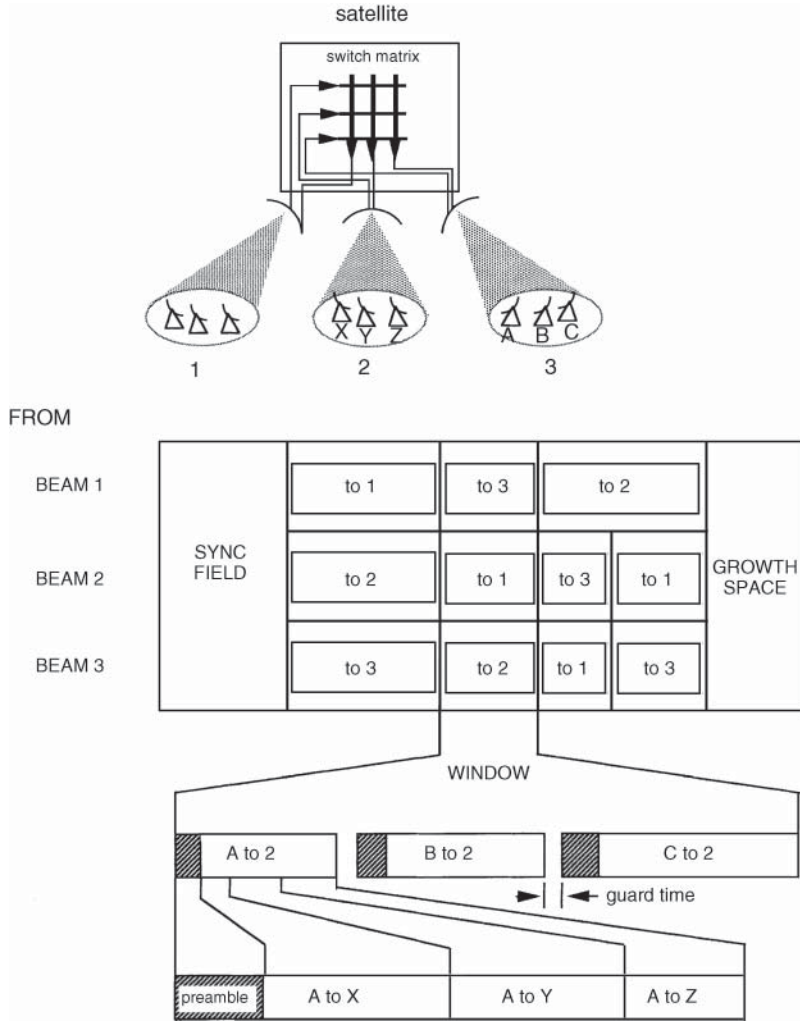 satellite
switch matrix
X Y Z
A B C
1 2 3
FROM
BEAM 1
to 1
to 3
to 2
SYNC
FIELD
BEAM 2
to 2
to 1
to 3
to 1
GROWTH
SPACE
BEAM 3
to 3
to 2
to 1
to 3
WINDOW
A to 2
B to 2
C to 2
guard time
preamble
A to X
A to Y
A to Z